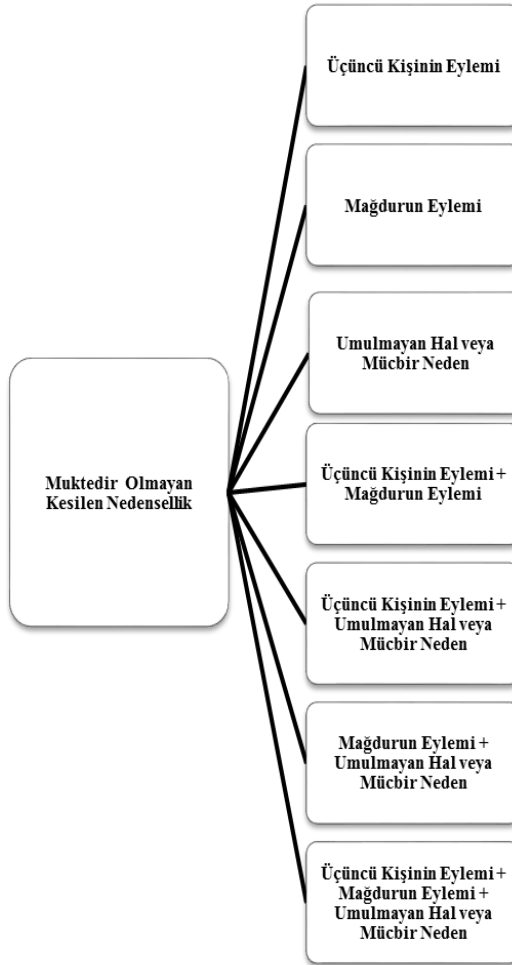 Üçüncü Kişinin Eylemi
Mağdurun Eylemi
Umulmayan Hal veya
Mücbir Neden
Muktedir Olmayan
Kesilen Nedensellik
Üçüncü Kişinin Eylemi +
Mağdurun Eylemi
Üçüncü Kişinin Eylemi +
Umulmayan Hal veya
Mücbir Neden
Mağdurun Eylemi +
Umulmayan Hal veya
Mücbir Neden
Üçüncü Kişinin Eylemi +
Mağdurun Eylemi +
Umulmayan Hal veya
Mücbir Neden